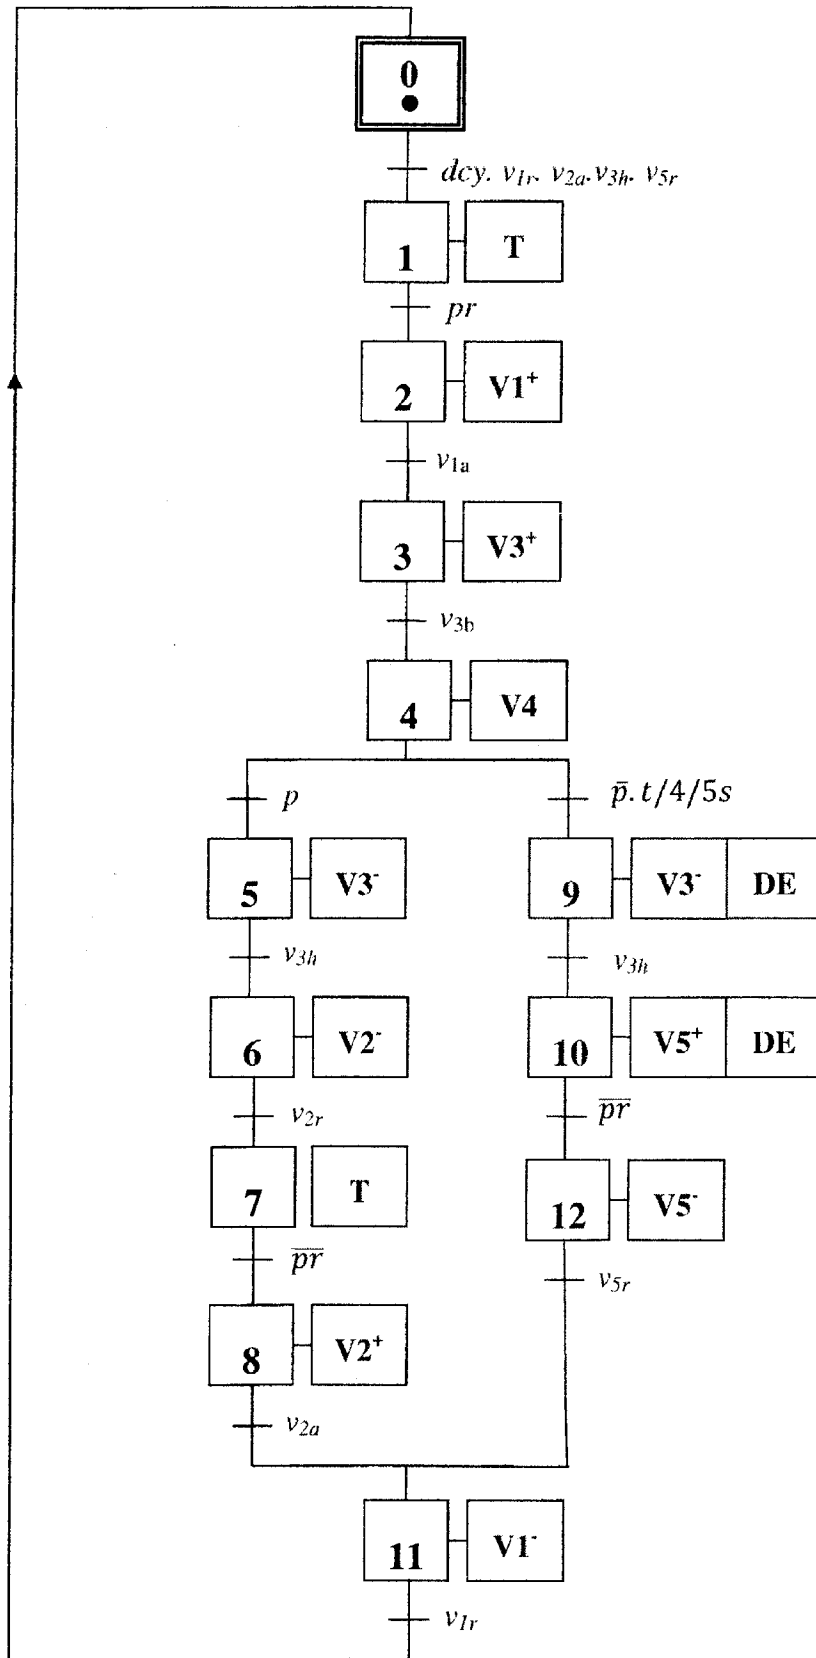 0
dcy. v1r. v2a.v3h. v5r
1 T
pr
2 V1⁺
v1a
3 V3⁺
v3b
4 V4
p p̄.t/4/5s
5 V3⁻ 9 V3⁻ DE
v3h v3h
6 V2⁻ 10 V5⁺ DE
v2r p̅r̅
7 T 12 V5⁻
p̅r̅ v5r
8 V2⁺
v2a
11 V1⁻
v1r